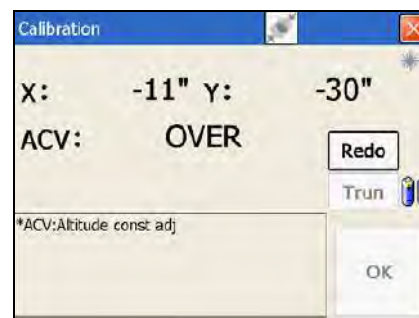 Calibration
X: -11" Y: -30"
ACV: OVER
Redo
Trun
*ACV:Altitude const adj
OK